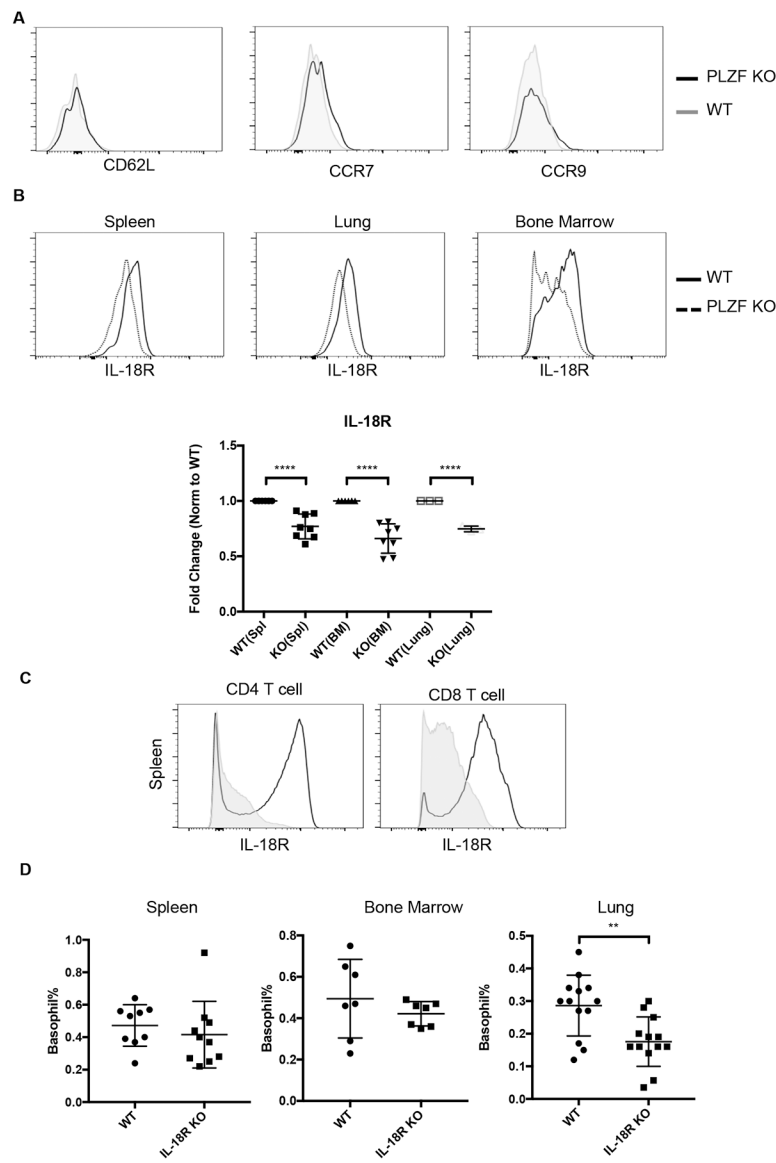 A
CD62L
CCR7
CCR9
PLZF KO
WT
B
Spleen
Lung
Bone Marrow
IL-18R
IL-18R
IL-18R
WT
PLZF KO
IL-18R
Fold Change (Norm to WT)
1.5
1.0
0.5
0.0
**** **** ****
WT(Spl
KO(Spl)
WT(BM)
KO(BM)
WT(Lung)
KO(Lung)
C
CD4 T cell
CD8 T cell
Spleen
IL-18R
IL-18R
D
Spleen
Basophil%
1.0
0.8
0.6
0.4
0.2
0.0
WT
IL-18R KO
Bone Marrow
Basophil%
0.8
0.6
0.4
0.2
0.0
WT
IL-18R KO
Lung
Basophil%
0.5
0.4
0.3
0.2
0.1
0.0
**
WT
IL-18R KO